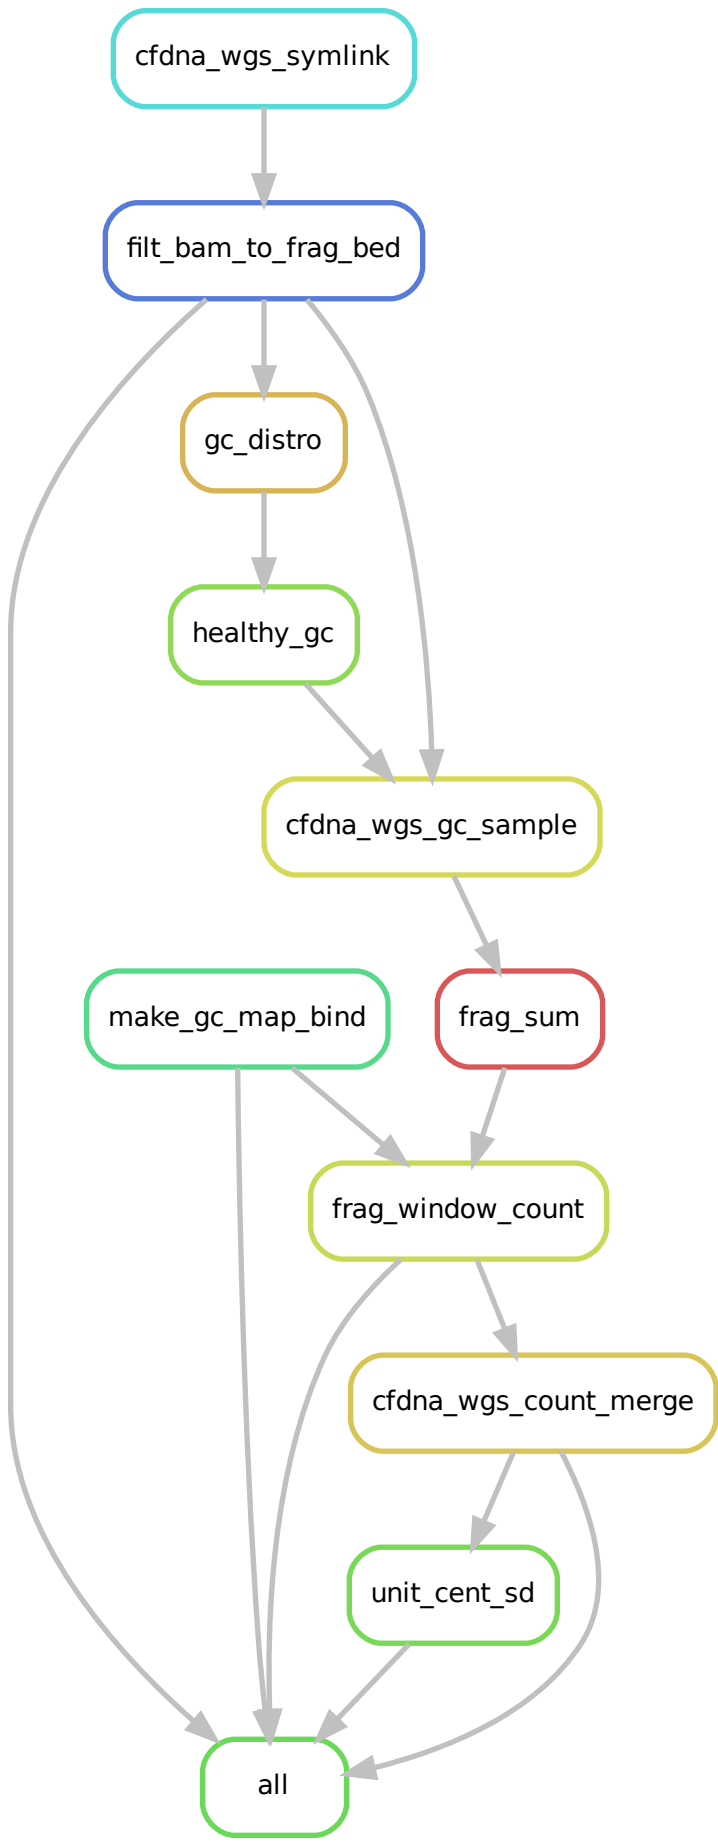 cfdna_wgs_symlink
filt_bam_to_frag_bed
gc_distro
healthy_gc
cfdna_wgs_gc_sample
make_gc_map_bind
frag_sum
frag_window_count
cfdna_wgs_count_merge
unit_cent_sd
all